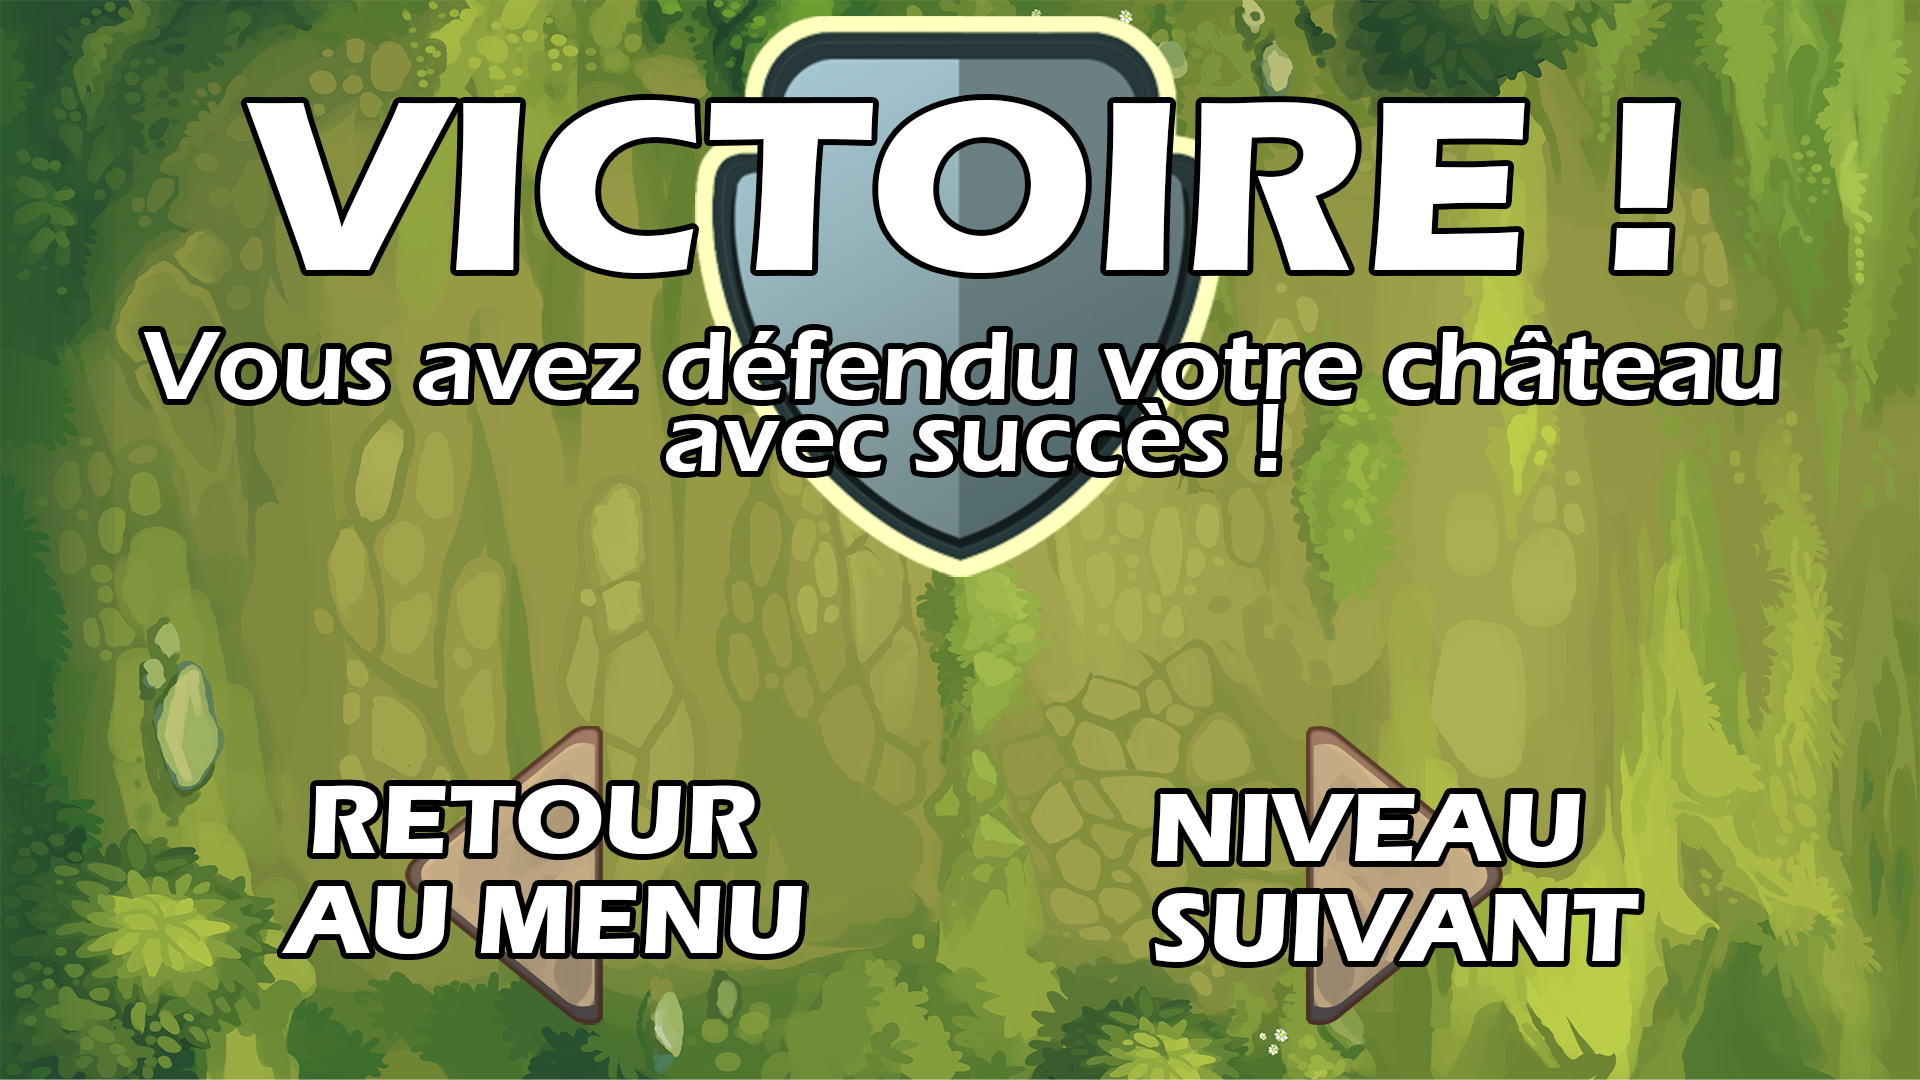 VICTOIRE !
Vous avez défendu votre château
avec succès !
RETOUR
AU MENU
NIVEAU
SUIVANT